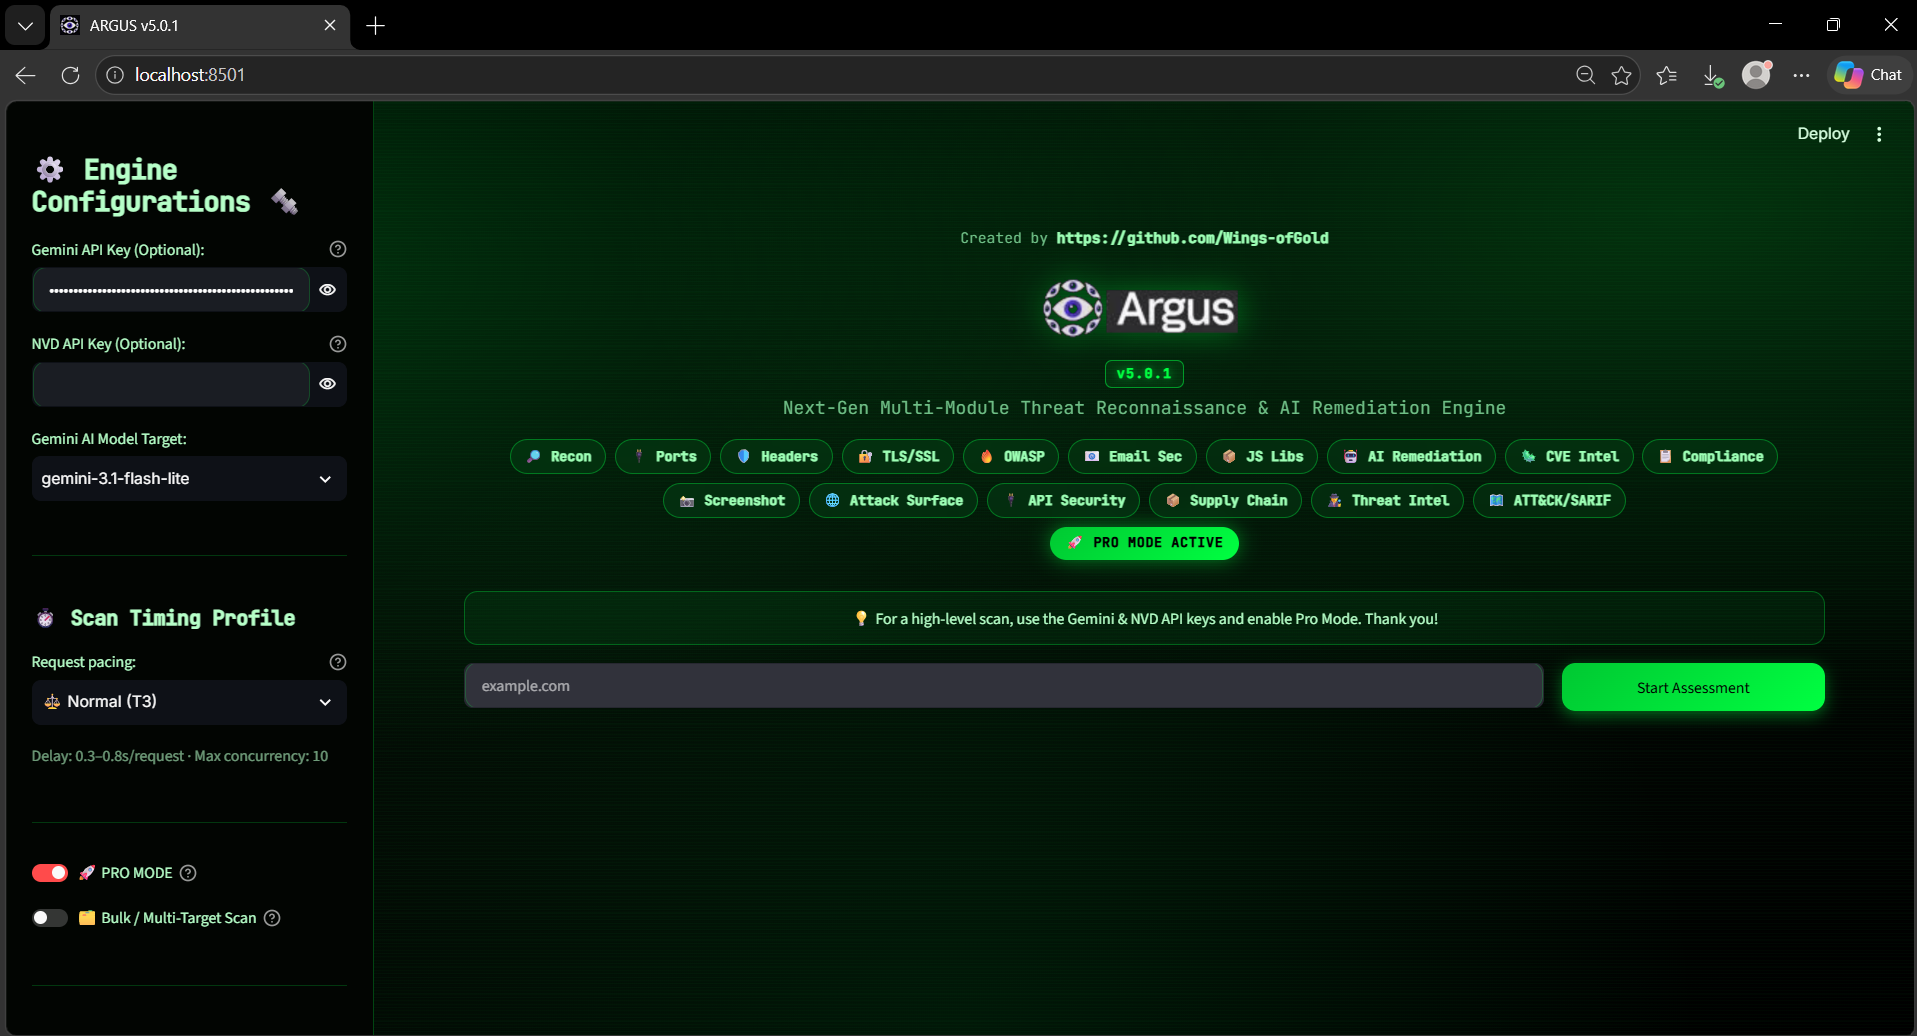 ARGUS v5.0.1
localhost:8501
Chat
Deploy
Engine
Configurations
Gemini API Key (Optional):
NVD API Key (Optional):
Gemini AI Model Target:
gemini-3.1-flash-lite
Scan Timing Profile
Request pacing:
Normal (T3)
Delay: 0.3–0.8s/request · Max concurrency: 10
PRO MODE
Bulk / Multi-Target Scan
Created by https://github.com/Wings-ofGold
Argus
v5.0.1
Next-Gen Multi-Module Threat Reconnaissance & AI Remediation Engine
Recon Ports Headers TLS/SSL OWASP Email Sec JS Libs AI Remediation CVE Intel Compliance
Screenshot Attack Surface API Security Supply Chain Threat Intel ATT&CK/SARIF
PRO MODE ACTIVE
For a high-level scan, use the Gemini & NVD API keys and enable Pro Mode. Thank you!
example.com
Start Assessment